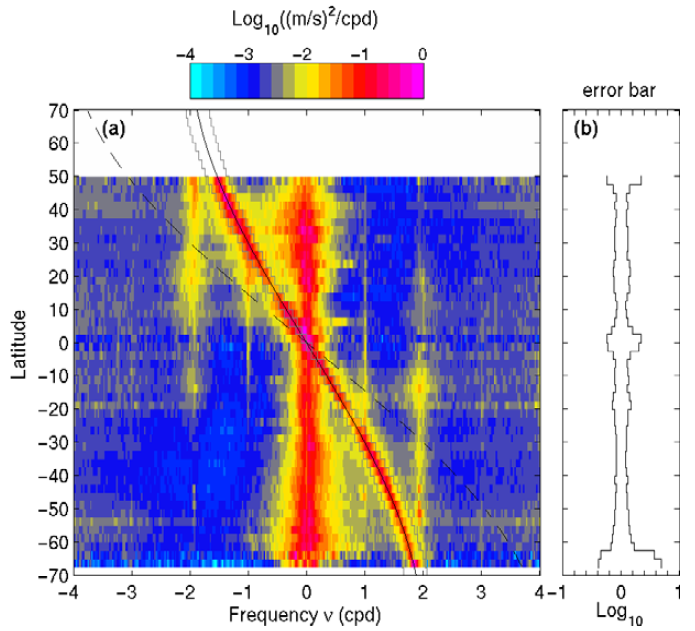 Log10((m/s)2/cpd)
−4 −3 −2 −1 0
error bar
(a)
(b)
70
60
50
40
30
20
10
0
−10
−20
−30
−40
−50
−60
−70
Latitude
−4 −3 −2 −1 0 1 2 3 4
Frequency ν (cpd)
−1 0 1
Log10